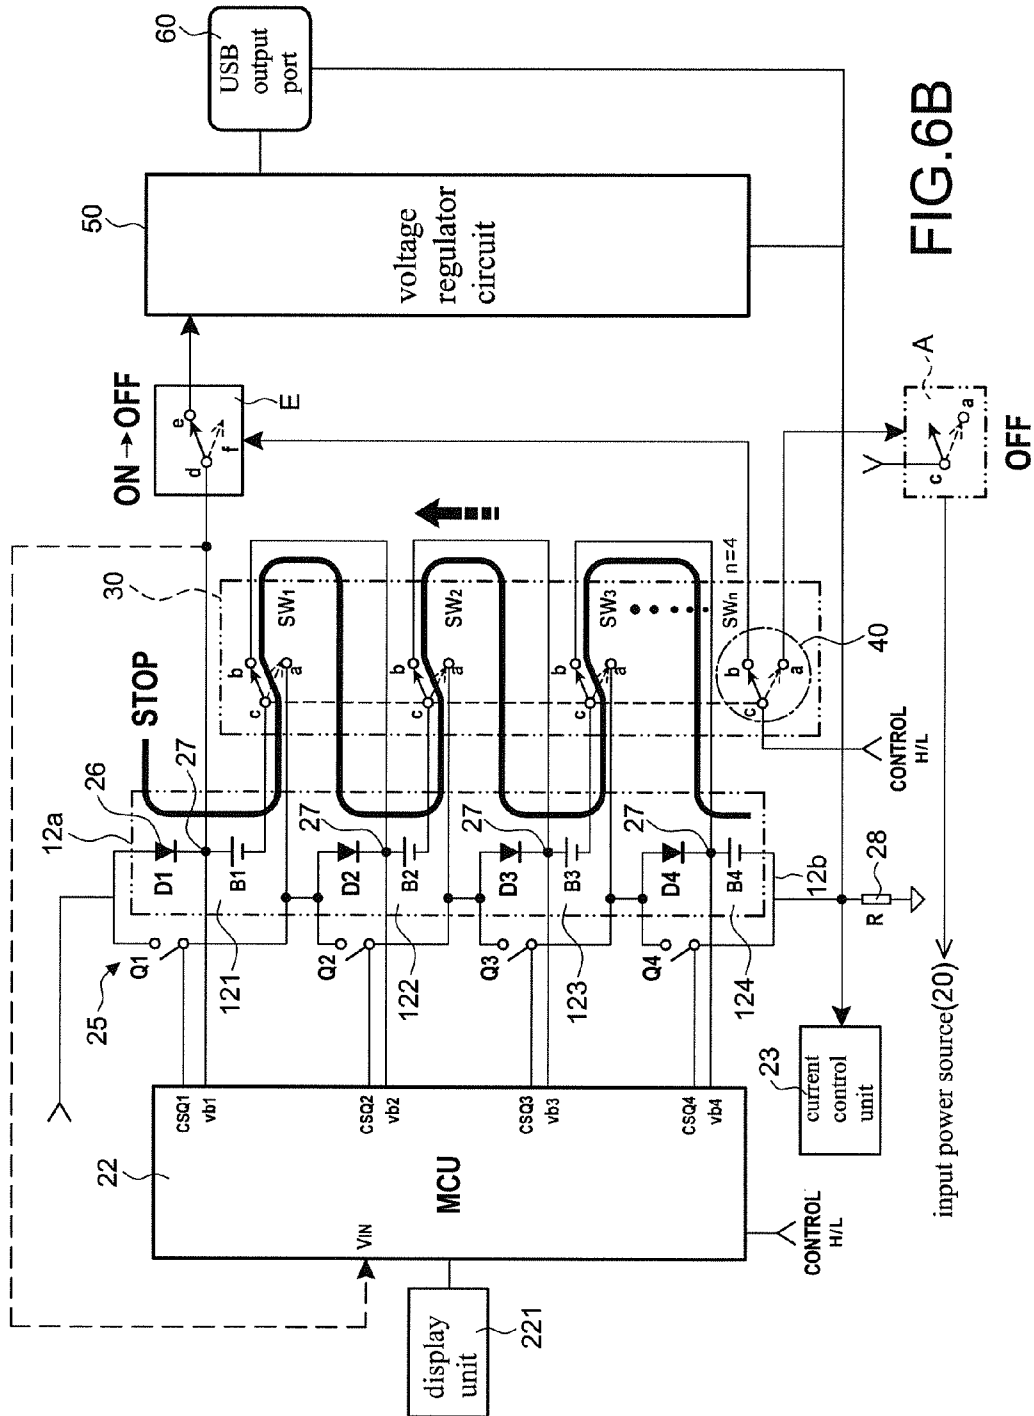 FIG.6B
60
USB
output
port
50
voltage
regulator
circuit
ON→OFF
E
d
e
f
A
c
a
OFF
30
STOP
SW1
b
c
a
SW2
b
c
a
SW3
b
c
a
SWn n=4
b
c
a
40
CONTROL
H/L
12a
26
27
D1
B1
121
27
D2
B2
122
27
D3
B3
123
27
D4
B4
124
12b
28
R
25
Q1
Q2
Q3
Q4
22
MCU
VIN
CSQ1
vb1
CSQ2
vb2
CSQ3
vb3
CSQ4
vb4
CONTROL
H/L
23
current
control
unit
input power source(20)
display
unit
221